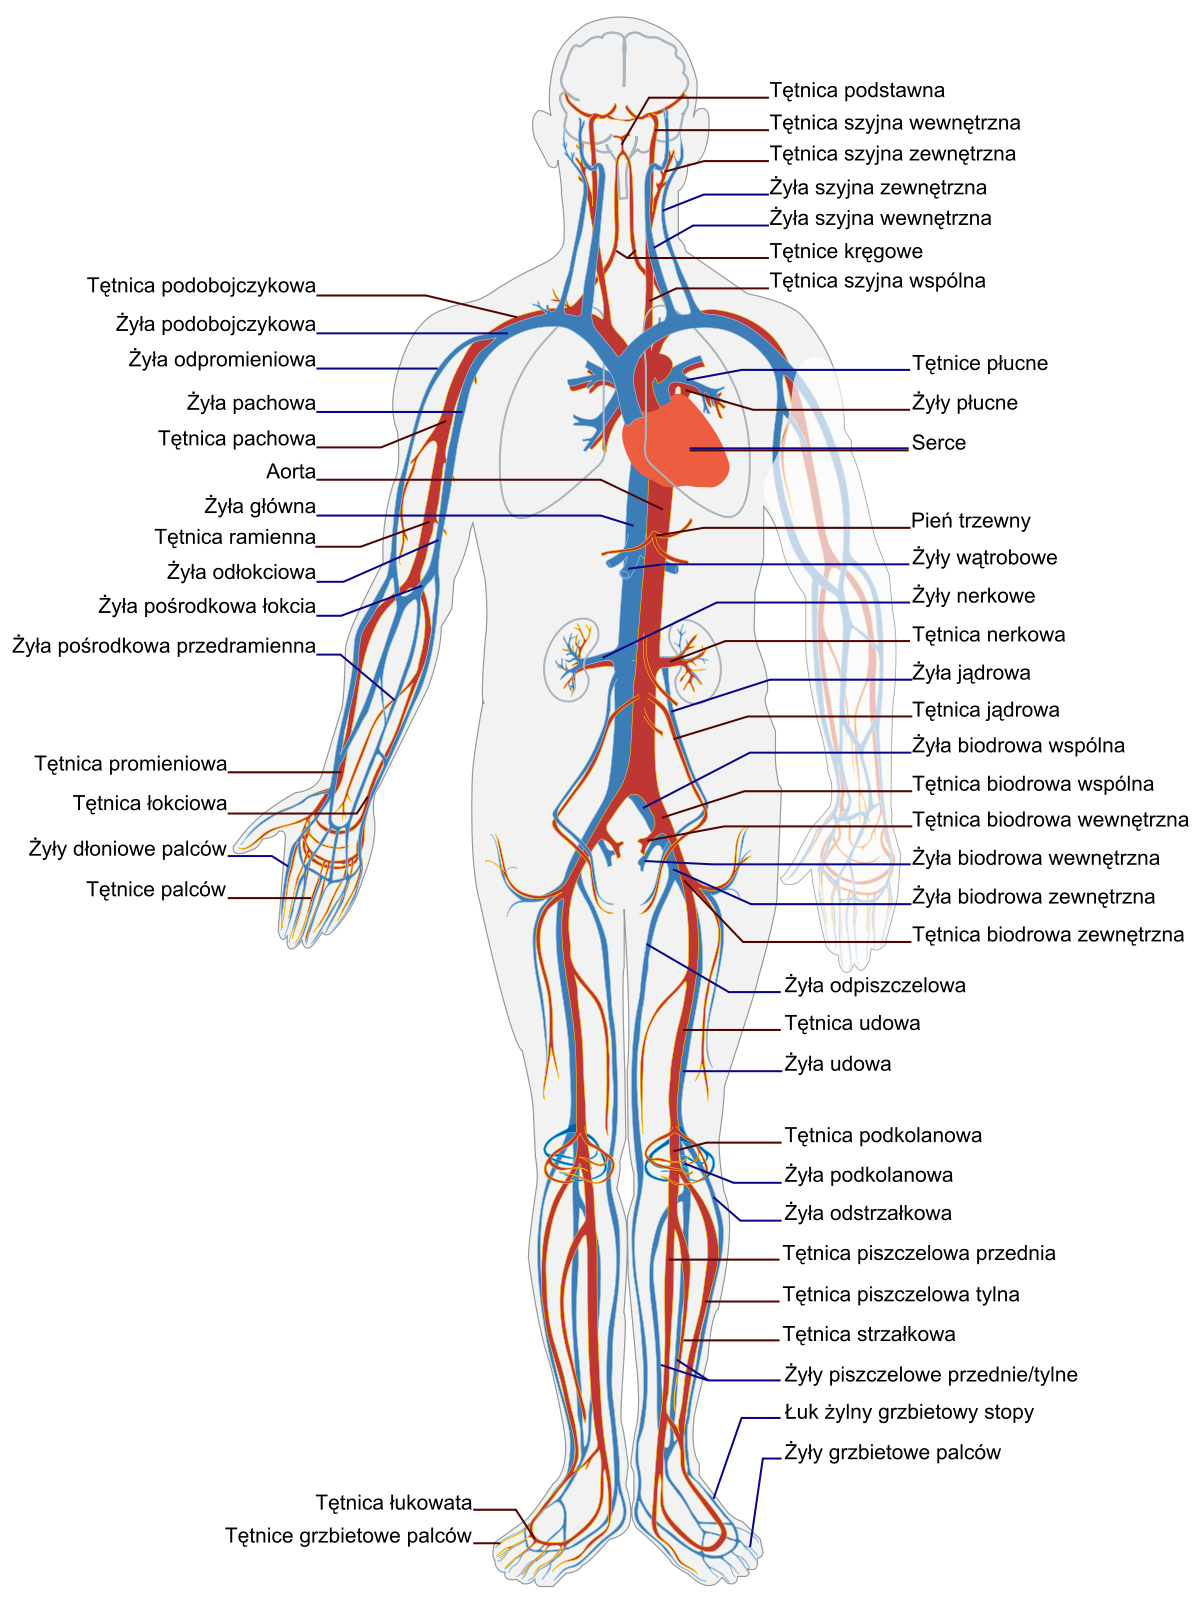 Tętnica podobojczykowa
Żyła podobojczykowa
Żyła odpromieniowa
Żyła pachowa
Tętnica pachowa
Aorta
Żyła główna
Tętnica ramienna
Żyła odłokciowa
Żyła pośrodkowa łokcia
Żyła pośrodkowa przedramienna
Tętnica promieniowa
Tętnica łokciowa
Żyły dłoniowe palców
Tętnice palców
Tętnica łukowata
Tętnice grzbietowe palców
Tętnica podstawna
Tętnica szyjna wewnętrzna
Tętnica szyjna zewnętrzna
Żyła szyjna zewnętrzna
Żyła szyjna wewnętrzna
Tętnice kręgowe
Tętnica szyjna wspólna
Tętnice płucne
Żyły płucne
Serce
Pień trzewny
Żyły wątrobowe
Żyły nerkowe
Tętnica nerkowa
Żyła jądrowa
Tętnica jądrowa
Żyła biodrowa wspólna
Tętnica biodrowa wspólna
Tętnica biodrowa wewnętrzna
Żyła biodrowa wewnętrzna
Żyła biodrowa zewnętrzna
Tętnica biodrowa zewnętrzna
Żyła odpiszczelowa
Tętnica udowa
Żyła udowa
Tętnica podkolanowa
Żyła podkolanowa
Żyła odstrzałkowa
Tętnica piszczelowa przednia
Tętnica piszczelowa tylna
Tętnica strzałkowa
Żyły piszczelowe przednie/tylne
Łuk żylny grzbietowy stopy
Żyły grzbietowe palców